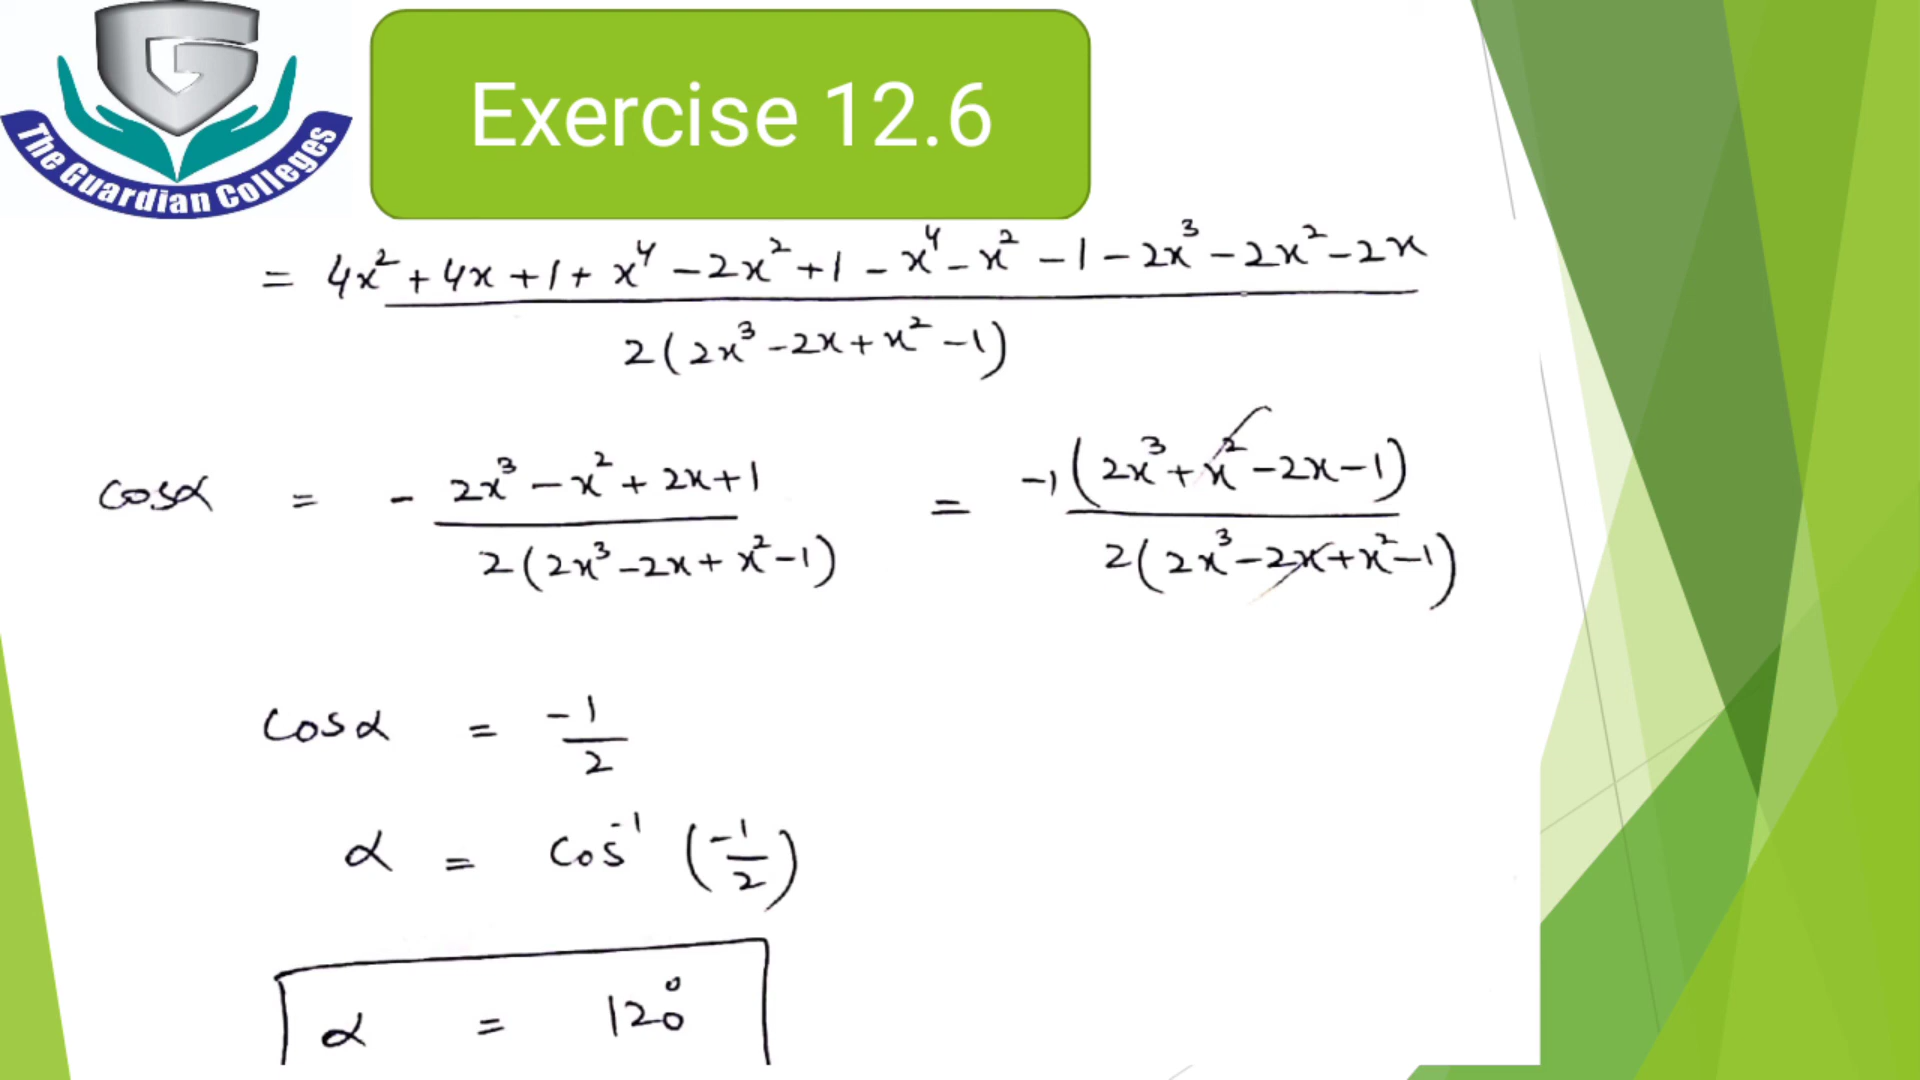 The Guardian Colleges
Exercise 12.6
= 4x² + 4x + 1 + x⁴ - 2x² + 1 - x⁴ - x² - 1 - 2x³ - 2x² - 2x
2(2x³ - 2x + x² - 1)
cosα = - 2x³ - x² + 2x + 1 = -1(2x³ + x² - 2x - 1)
2(2x³ - 2x + x² - 1) 2(2x³ - 2x + x² - 1)
Cosα = -1
2
α = Cos⁻¹ (-1/2)
α = 120°